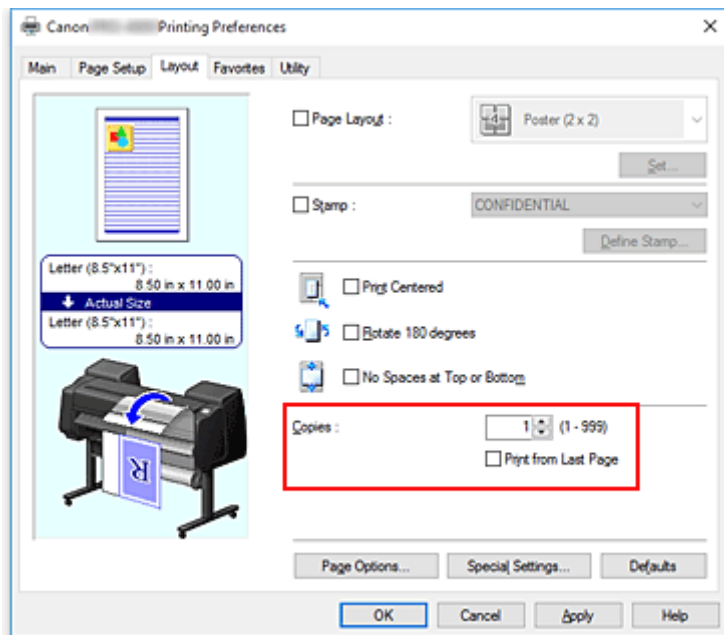 Canon Printing Preferences
Main Page Setup Layout Favorites Utility
Page Layout : 4 Poster (2 x 2)
Set...
Stamp : CONFIDENTIAL
Define Stamp...
Letter (8.5"x11") :
8.50 in x 11.00 in
Actual Size
Letter (8.5"x11") :
8.50 in x 11.00 in
R
Print Centered
Rotate 180 degrees
No Spaces at Top or Bottom
Copies : 1 (1 - 999)
Print from Last Page
Page Options... Special Settings... Defaults
OK Cancel Apply Help